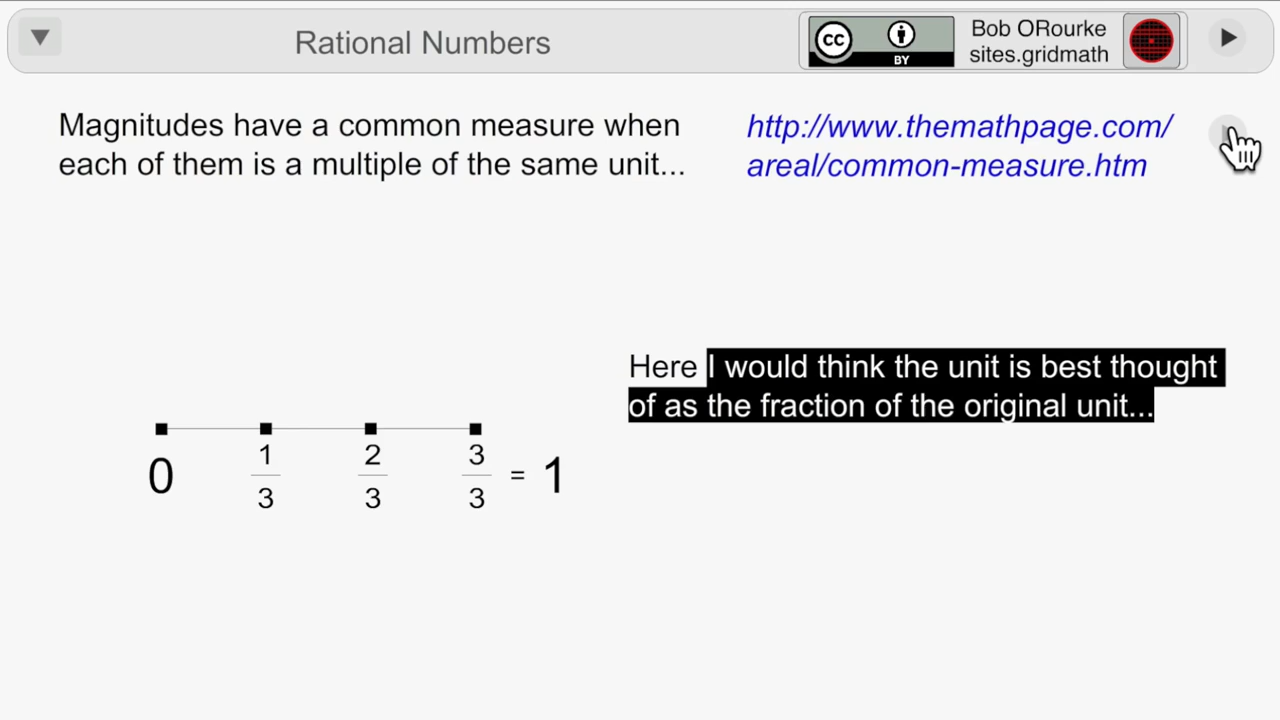 Rational Numbers
CC
BY
Bob ORourke
sites.gridmath
Magnitudes have a common measure when
each of them is a multiple of the same unit...
http://www.themathpage.com/
areal/common-measure.htm
Here I would think the unit is best thought
of as the fraction of the original unit...
0 1/3 2/3 3/3 = 1